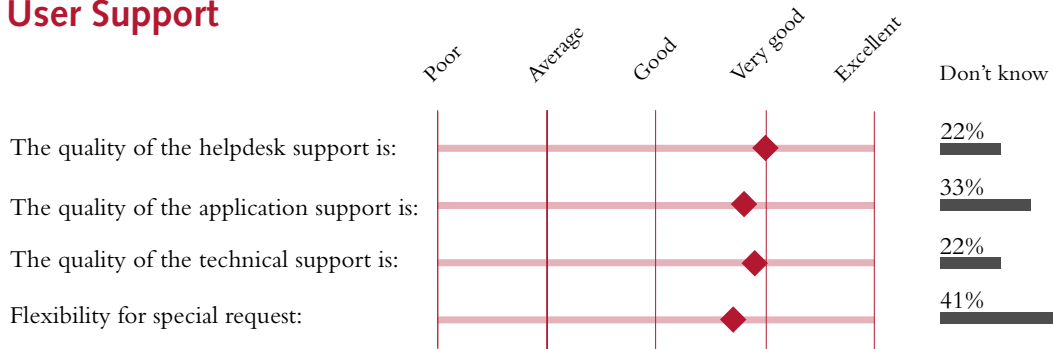 User Support
Poor Average Good Very good Excellent Don't know
The quality of the helpdesk support is: 22%
The quality of the application support is: 33%
The quality of the technical support is: 22%
Flexibility for special request: 41%